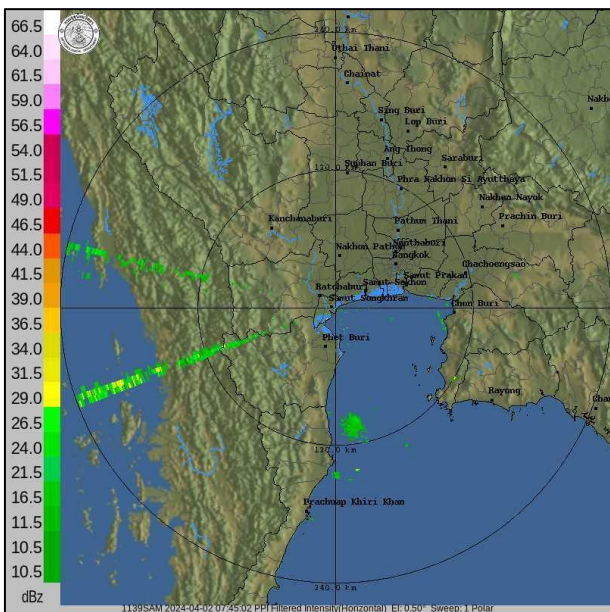 66.5
64.0
61.5
59.0
56.5
54.0
51.5
49.0
46.5
44.0
41.5
39.0
36.5
34.0
31.5
29.0
26.5
24.0
21.5
19.0
16.5
14.0
11.5
10.5
dBz
240.0 km
Uthai Thani
Chainat
Sing Buri
Lop Buri
Ang Thong
Saraburi
120.0 km
Suphan Buri
Phra Nakhon Si Ayutthaya
Nakhon Nayok
Prachin Buri
Kanchanaburi
Pathum Thani
Nonthaburi
Nakhon Pathom
Bangkok
Chachoengsao
Samut Prakan
Ratchaburi
Samut Sakhon
Samut Songkhram
Chon Buri
Phet Buri
Rayong
Chan
120.0 km
Prachuap Khiri Khan
240.0 km
1139SAM 2024-04-02 07:45:02 PPI Filtered Intensity(Horizontal) El: 0.50° Sweep: 1 Polar